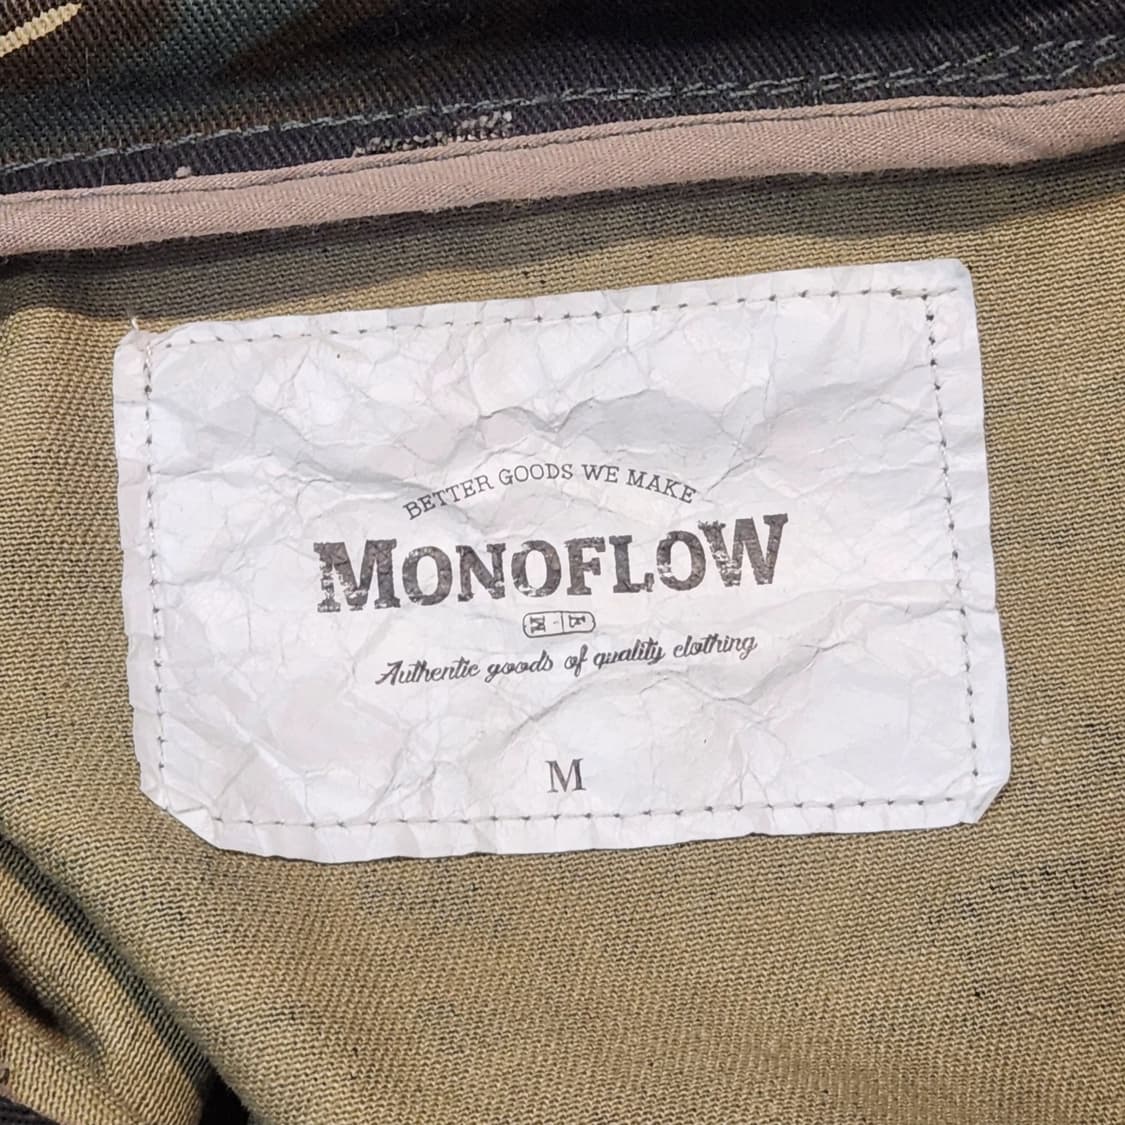 BETTER GOODS WE MAKE
MONOFLOW
M-F
Authentic goods of quality clothing
M